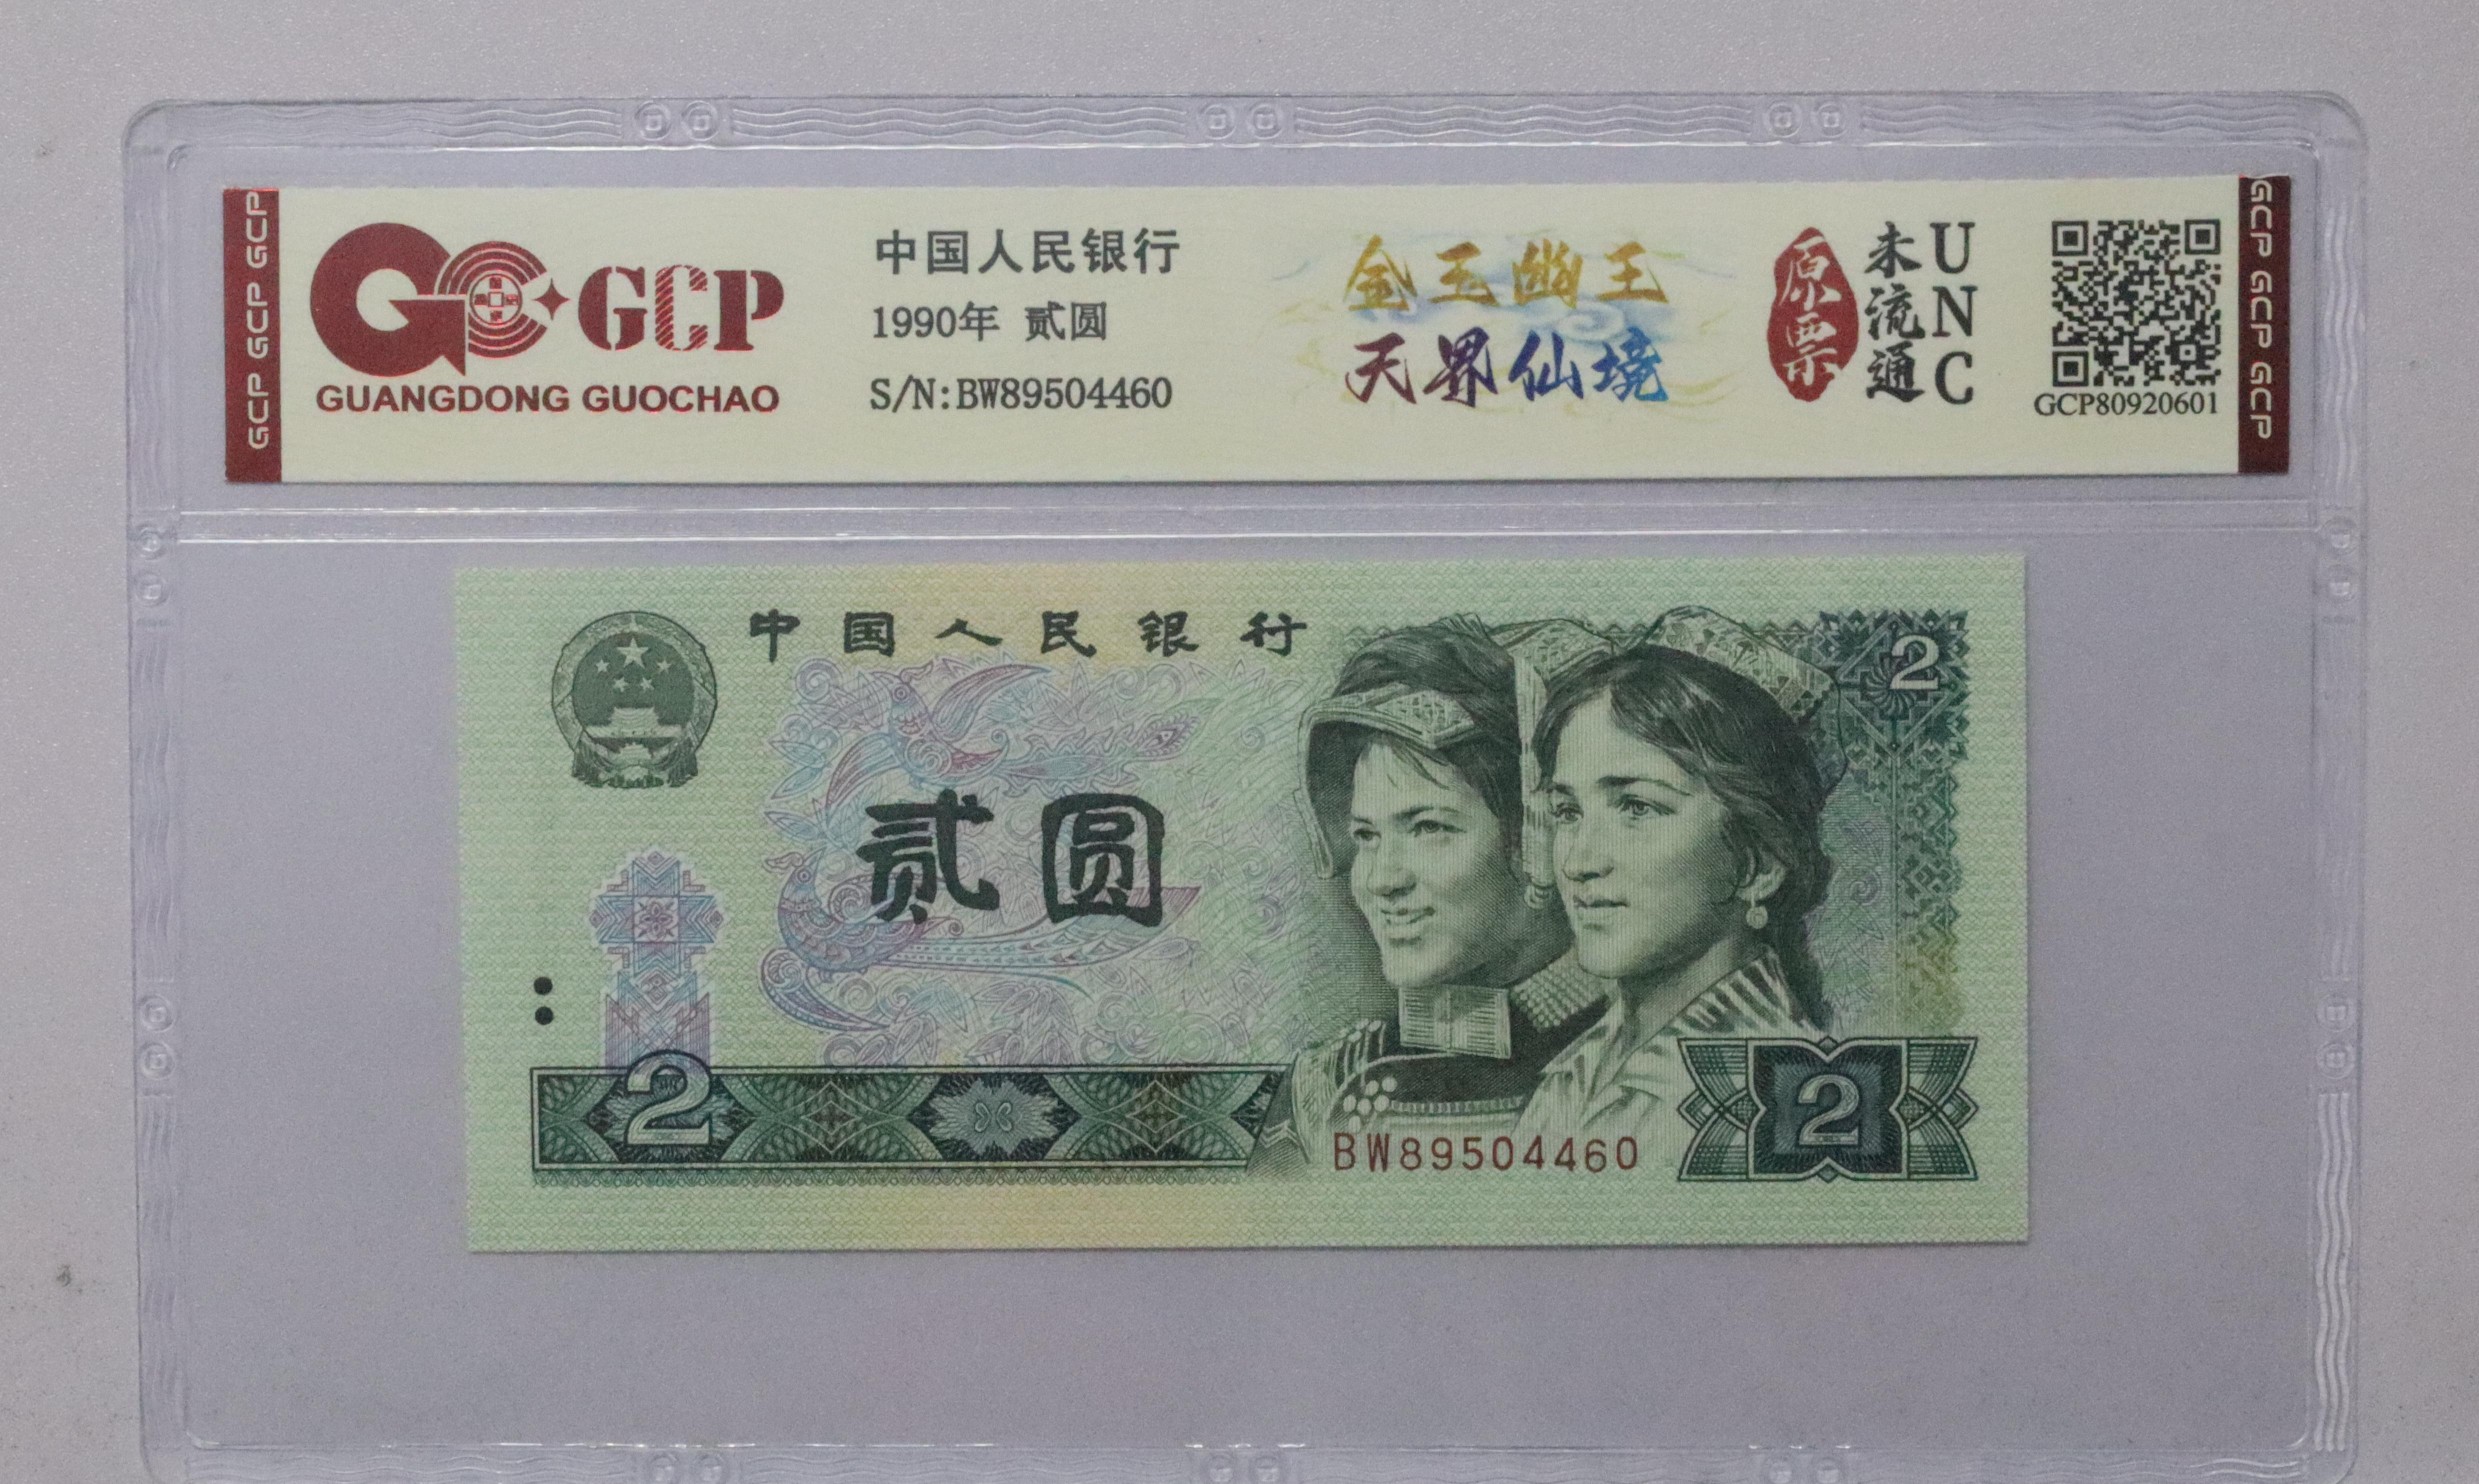 GCP GCP GCP
GCP
GUANGDONG GUOCHAO
中国人民银行
1990年 贰圆
S/N:BW89504460
金玉幽王
天界仙境
原票
未流通
UNC
GCP80920601
GCP GCP GCP
中国人民银行
2
贰圆
2
BW89504460
2